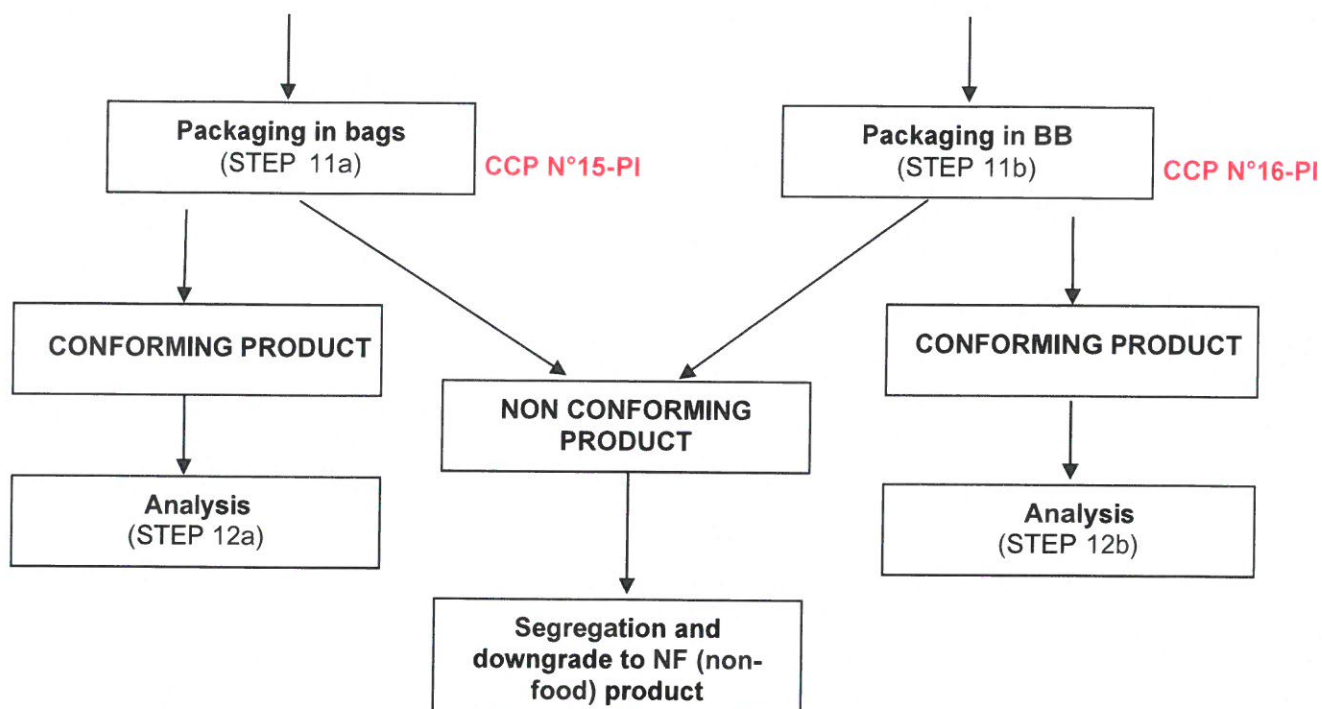 Packaging in bags
(STEP 11a)
CCP N°15-PI
Packaging in BB
(STEP 11b)
CCP N°16-PI
CONFORMING PRODUCT
CONFORMING PRODUCT
NON CONFORMING
PRODUCT
Analysis
(STEP 12a)
Analysis
(STEP 12b)
Segregation and
downgrade to NF (non-
food) product